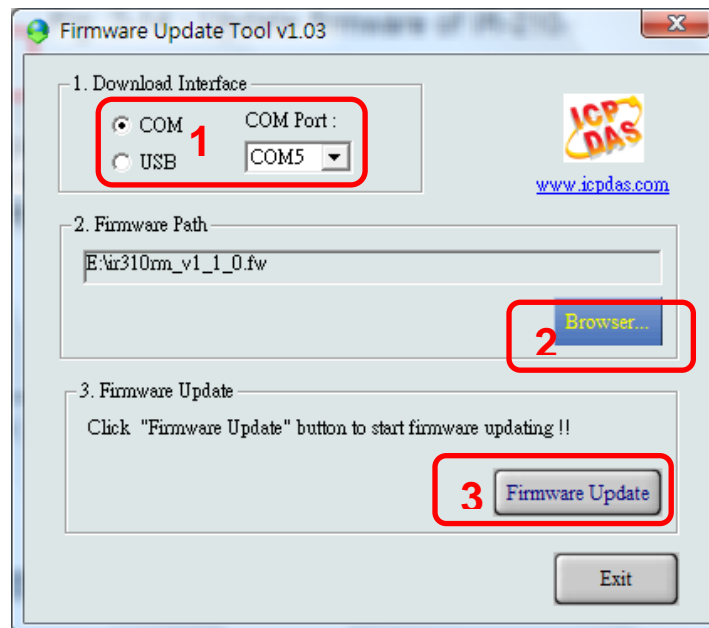 Firmware Update Tool v1.03
1. Download Interface
COM
COM Port :
1
USB
COM5
ICP
DAS
www.icpdas.com
2. Firmware Path
E:\ir310rm_v1_1_0.fw
Browser...
2
3. Firmware Update
Click "Firmware Update" button to start firmware updating !!
3
Firmware Update
Exit